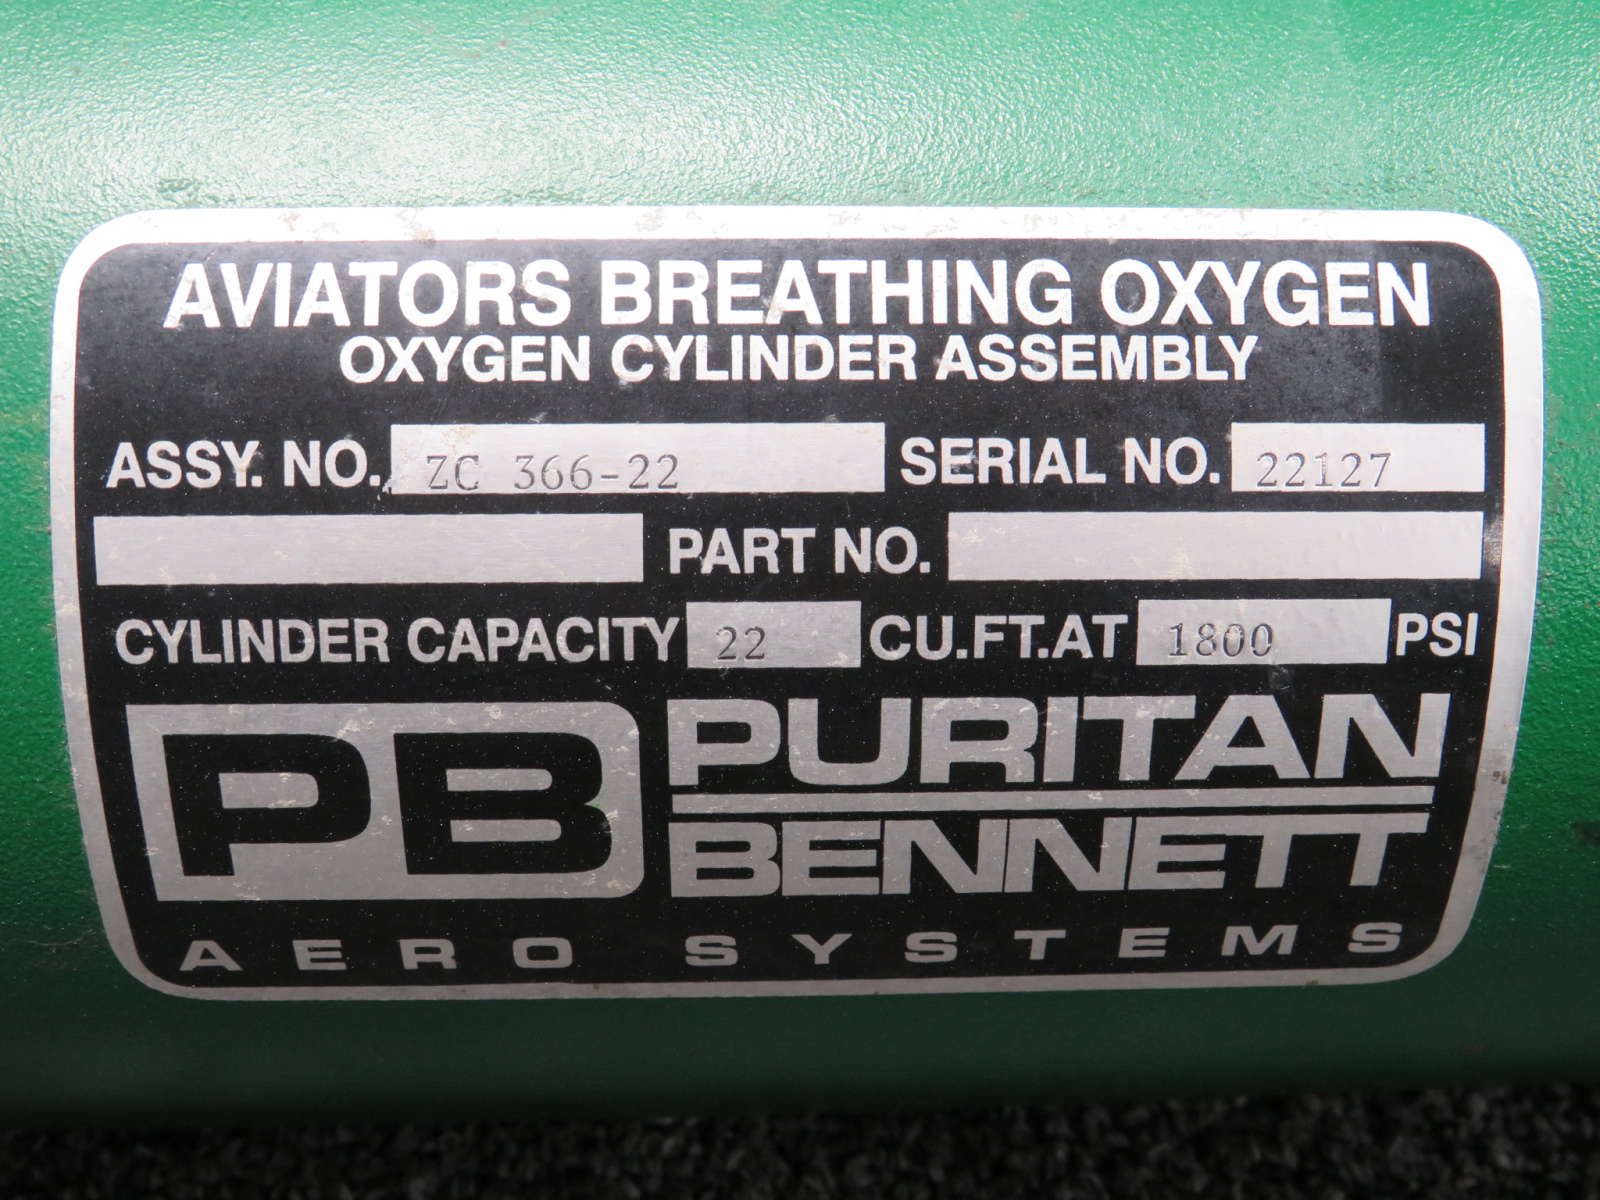 AVIATORS BREATHING OXYGEN
OXYGEN CYLINDER ASSEMBLY
ASSY. NO. ZC 366-22 SERIAL NO. 22127
PART NO.
CYLINDER CAPACITY 22 CU.FT.AT 1800 PSI
PB PURITAN
BENNETT
AERO SYSTEMS